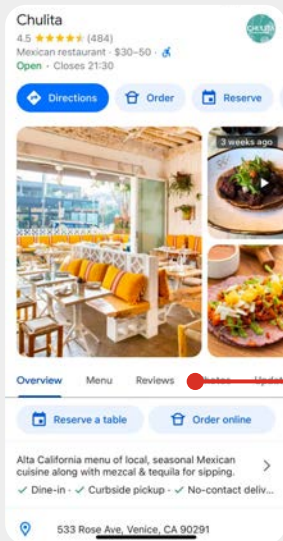 Chulita
4.5 (484)
CHULITA
Mexican restaurant · $30–50 ·
Open · Closes 21:30
Directions
Order
Reserve
3 weeks ago
Overview Menu Reviews
Reserve a table
Order online
Alta California menu of local, seasonal Mexican
cuisine along with mezcal & tequila for sipping.
✓ Dine-in · ✓ Curbside pickup · ✓ No-contact deliv...
533 Rose Ave, Venice, CA 90291